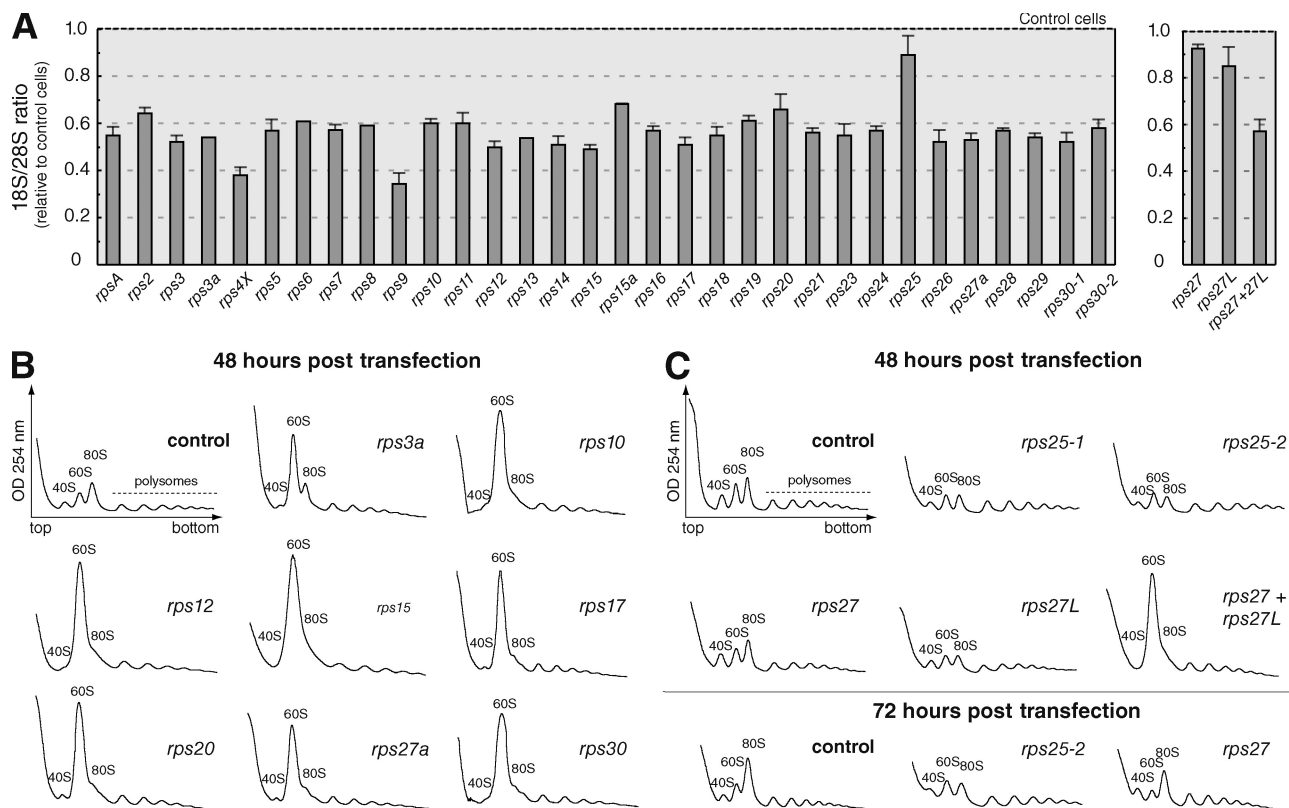 A
Control cells
18S/28S ratio
(relative to control cells)
1.0
0.8
0.6
0.4
0.2
0
rpsA rps2 rps3 rps3a rps4X rps5 rps6 rps7 rps8 rps9 rps10 rps11 rps12 rps13 rps14 rps15 rps15a rps16 rps17 rps18 rps19 rps20 rps21 rps23 rps24 rps25 rps26 rps27a rps28 rps29 rps30-1 rps30-2
1.0
0.8
0.6
0.4
0.2
0
rps27 rps27L rps27+27L
B
48 hours post transfection
OD 254 nm
control
40S 60S 80S
polysomes
top bottom
rps3a
40S 60S 80S
rps10
40S 60S 80S
rps12
40S 60S 80S
rps15
40S 60S 80S
rps17
40S 60S 80S
rps20
40S 60S 80S
rps27a
40S 60S 80S
rps30
40S 60S 80S
C
48 hours post transfection
OD 254 nm
control
40S 60S 80S
polysomes
top bottom
rps25-1
40S 60S 80S
rps25-2
40S 60S 80S
rps27
40S 60S 80S
rps27L
40S 60S 80S
rps27 +
rps27L
40S 60S 80S
72 hours post transfection
control
40S 60S 80S
rps25-2
40S 60S 80S
rps27
40S 60S 80S